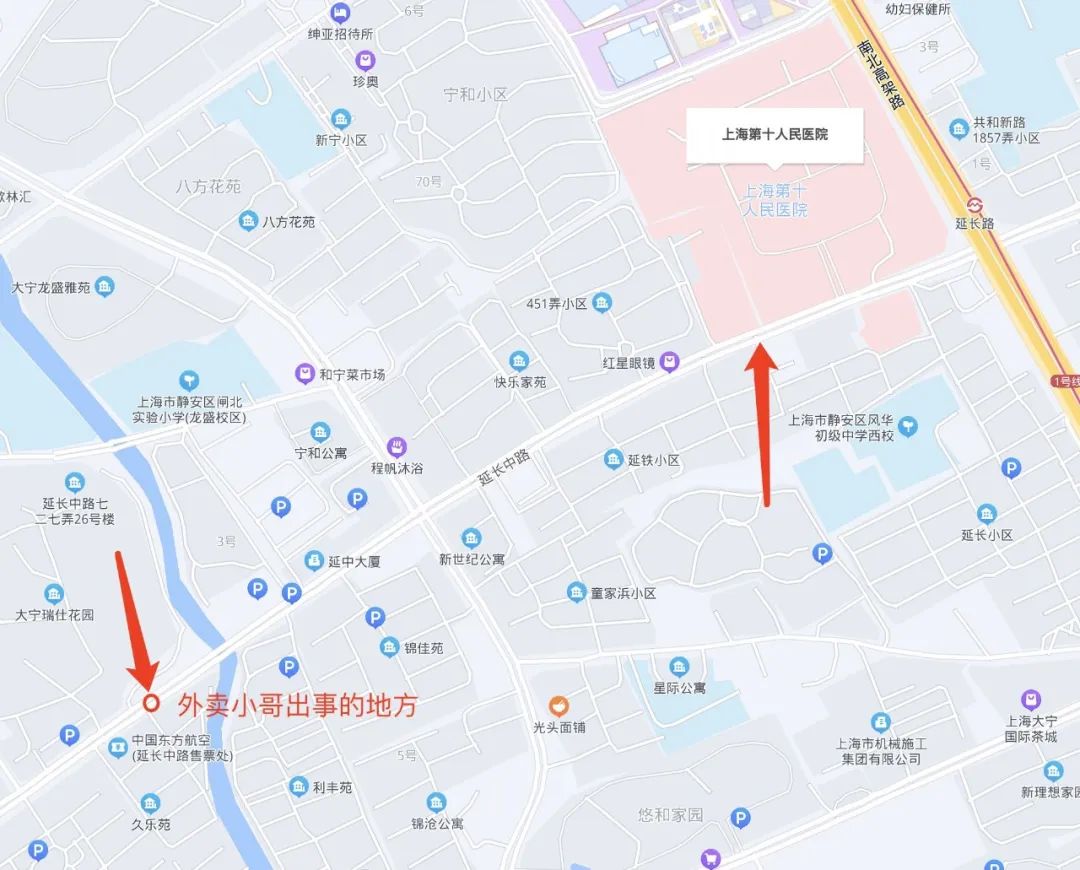 6号
幼妇保健所
绅亚招待所
3号
南北高架路
珍奥
宁和小区
共和新路
1857弄小区
1号
上海第十人民医院
新宁小区
70号
八方花苑
上海第十
人民医院
林汇
八方花苑
延长路
大宁龙盛雅苑
451弄小区
红星眼镜
和宁菜市场
快乐家苑
1号线
上海市静安区闸北
实验小学(龙盛校区)
上海市静安区风华
初级中学西校
宁和公寓
程帆沐浴
延长中路
延铁小区
P
延长中路七
二七弄26号楼
P
P
延长小区
3号
新世纪公寓
P
延中大厦
P
P
大宁瑞仕花园
童家浜小区
P
锦佳苑
P
星际公寓
外卖小哥出事的地方
光头面铺
上海大宁
国际茶城
P
中国东方航空
(延长中路售票处)
5号
上海市机械施工
集团有限公司
利丰苑
新理想家园
久乐苑
锦沧公寓
悠和家园
P
P
P